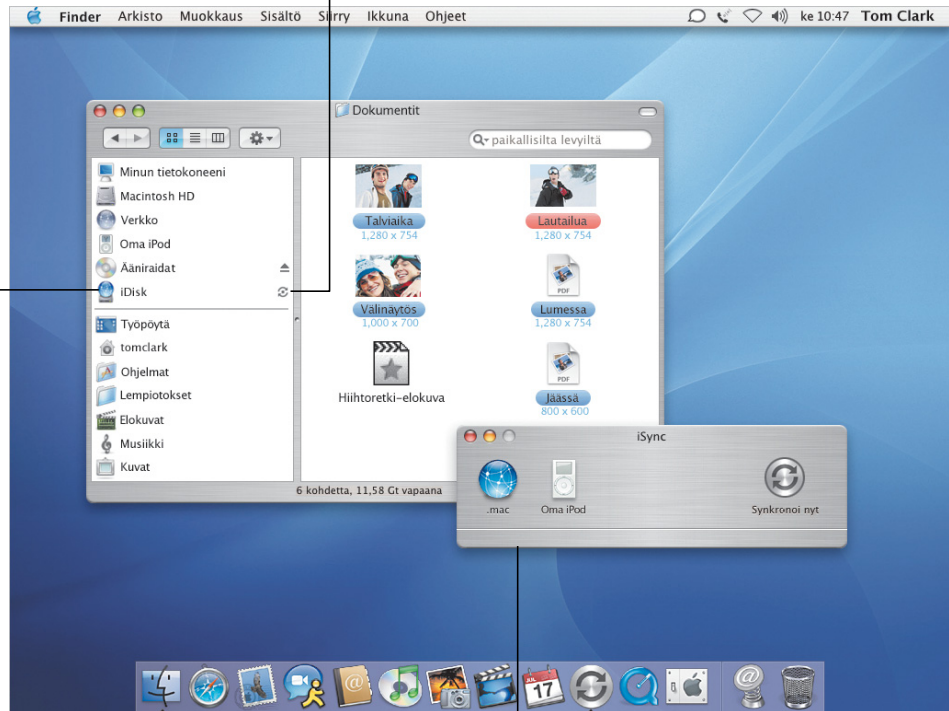 Finder Arkisto Muokkaus Sisältö Siirry Ikkuna Ohjeet ke 10:47 Tom Clark
Dokumentit
paikallisilta levyiltä
Minun tietokoneeni
Macintosh HD
Verkko
Oma iPod
Ääniraidat
iDisk
Työpöytä
tomclark
Ohjelmat
Lempiotokset
Elokuvat
Musiikki
Kuvat
Talviaika
1,280 x 754
Lautailua
1,280 x 754
Välinäytös
1,000 x 700
PDF
Lumessa
1,280 x 754
Hiihtoretki-elokuva
PDF
Jäässä
800 x 600
6 kohdetta, 11,58 Gt vapaana
iSync
.mac
Oma iPod
Synkronoi nyt
JUL
17